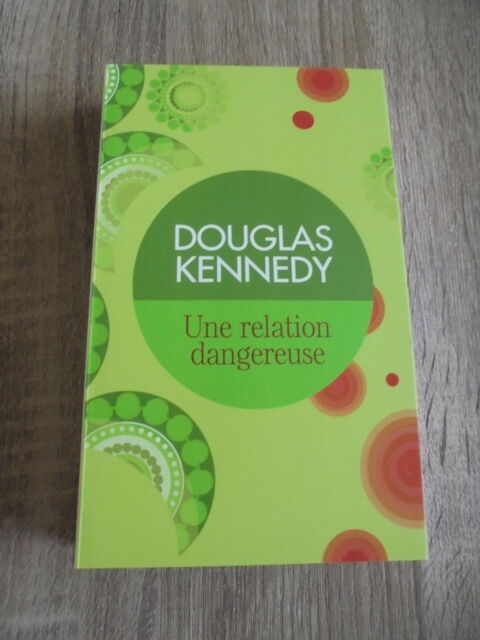 DOUGLAS
KENNEDY
Une relation
dangereuse